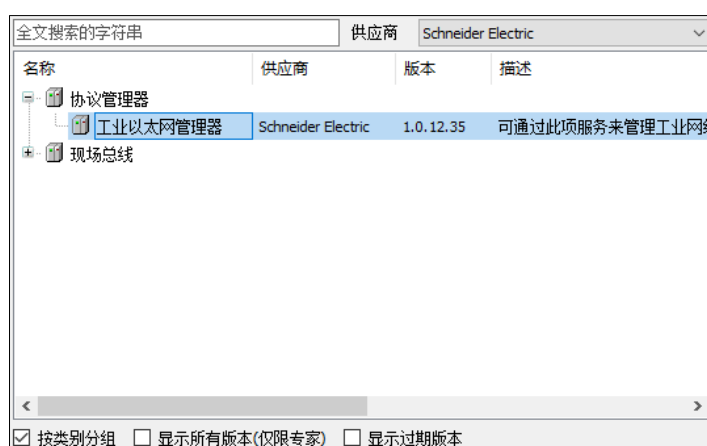 全文搜索的字符串 供应商 Schneider Electric
名称 供应商 版本 描述
协议管理器
工业以太网管理器 Schneider Electric 1.0.12.35 可通过此项服务来管理工业网
现场总线
按类别分组 显示所有版本(仅限专家) 显示过期版本